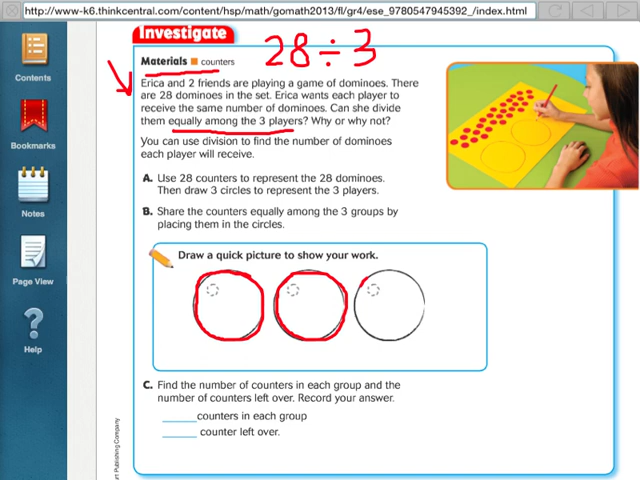 http://www-k6.thinkcentral.com/content/hsp/math/gomath2013/fl/gr4/ese_9780547945392_/index.html
Contents
Bookmarks
Notes
Page View
Help
Investigate
28÷3
Materials ■ counters
Erica and 2 friends are playing a game of dominoes. There
are 28 dominoes in the set. Erica wants each player to
receive the same number of dominoes. Can she divide
them equally among the 3 players? Why or why not?
You can use division to find the number of dominoes
each player will receive.
A. Use 28 counters to represent the 28 dominoes.
Then draw 3 circles to represent the 3 players.
B. Share the counters equally among the 3 groups by
placing them in the circles.
Draw a quick picture to show your work.
C. Find the number of counters in each group and the
number of counters left over. Record your answer.
______counters in each group
______ counter left over.
rt Publishing Company